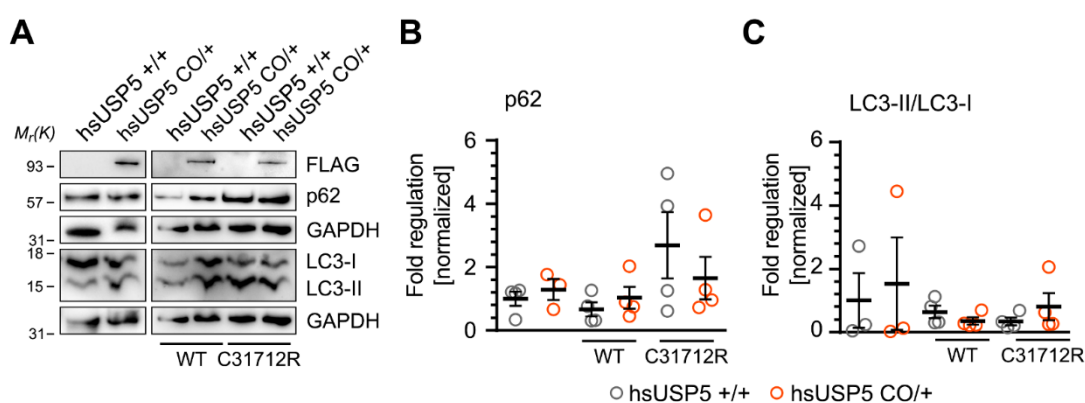 A
hsUSP5 +/+
hsUSP5 CO/+
hsUSP5 +/+
hsUSP5 CO/+
hsUSP5 +/+
hsUSP5 CO/+
Mr(K)
93
FLAG
57
p62
31
GAPDH
18
LC3-I
15
LC3-II
31
GAPDH
WT C31712R
B
p62
Fold regulation
[normalized]
6
4
2
0
WT
C31712R
C
LC3-II/LC3-I
Fold regulation
[normalized]
6
4
2
0
WT
C31712R
hsUSP5 +/+ hsUSP5 CO/+